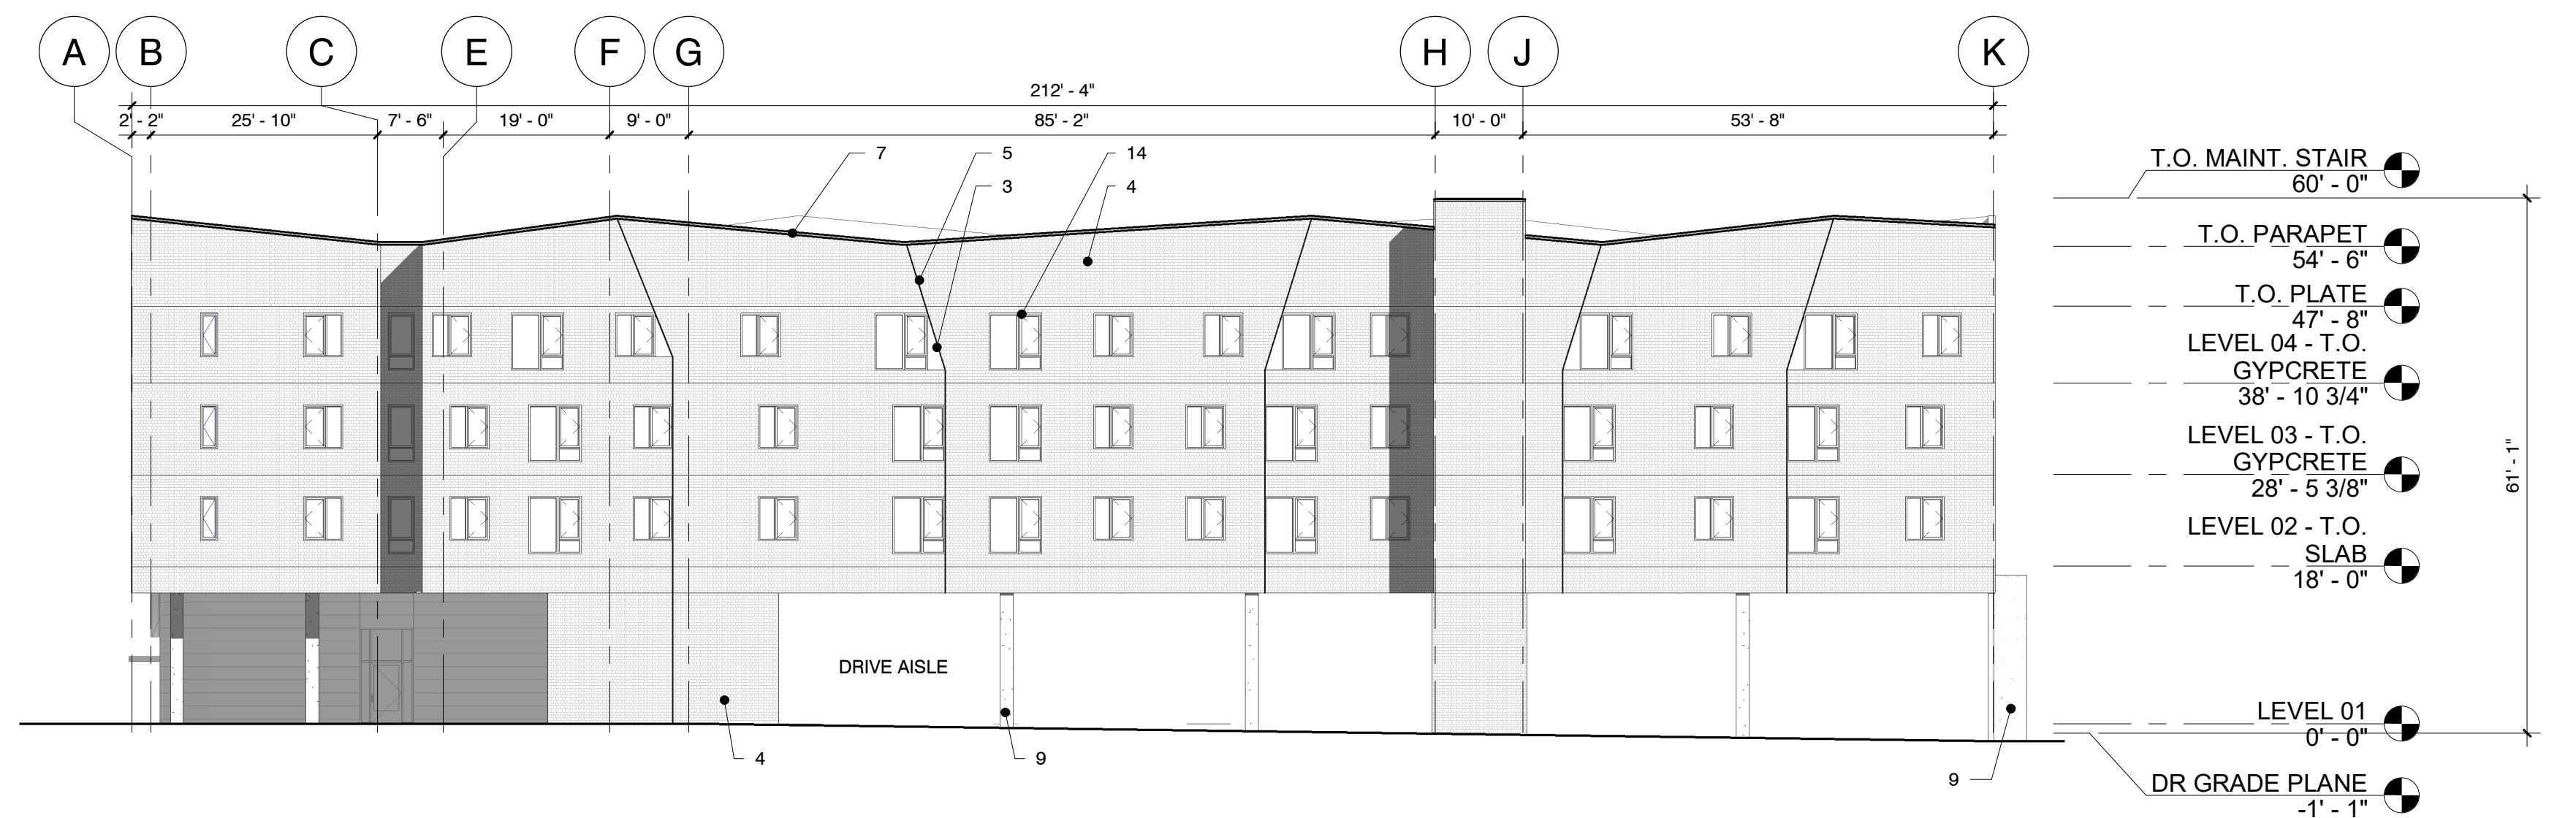 A B C E F G H J K
212' - 4"
2' - 2" 25' - 10" 7' - 6" 19' - 0" 9' - 0" 85' - 2" 10' - 0" 53' - 8"
7 5 14
3 4
T.O. MAINT. STAIR
60' - 0"
T.O. PARAPET
54' - 6"
T.O. PLATE
47' - 8"
LEVEL 04 - T.O.
GYPCRETE
38' - 10 3/4"
LEVEL 03 - T.O.
GYPCRETE
28' - 5 3/8"
61' - 1"
LEVEL 02 - T.O.
SLAB
18' - 0"
DRIVE AISLE
LEVEL 01
0' - 0"
4 9
9
DR GRADE PLANE
-1' - 1"